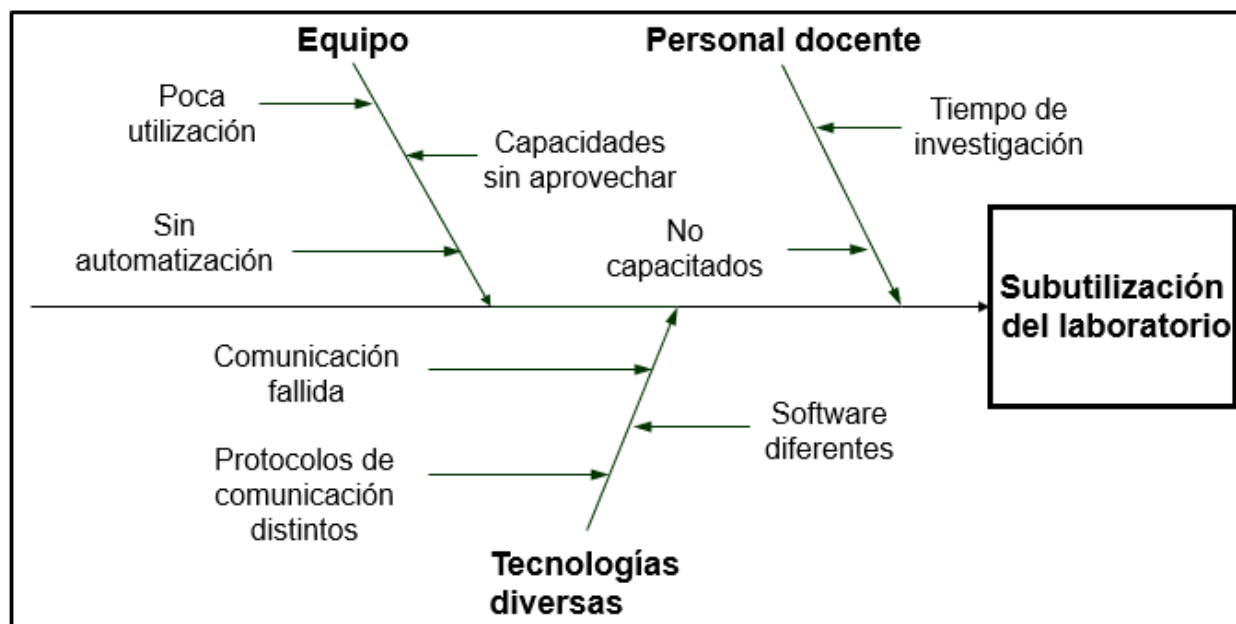 Equipo
Personal docente
Poca
utilización
Capacidades
sin aprovechar
Tiempo de
investigación
Sin
automatización
No
capacitados
Subutilización
del laboratorio
Comunicación
fallida
Software
diferentes
Protocolos de
comunicación
distintos
Tecnologías
diversas